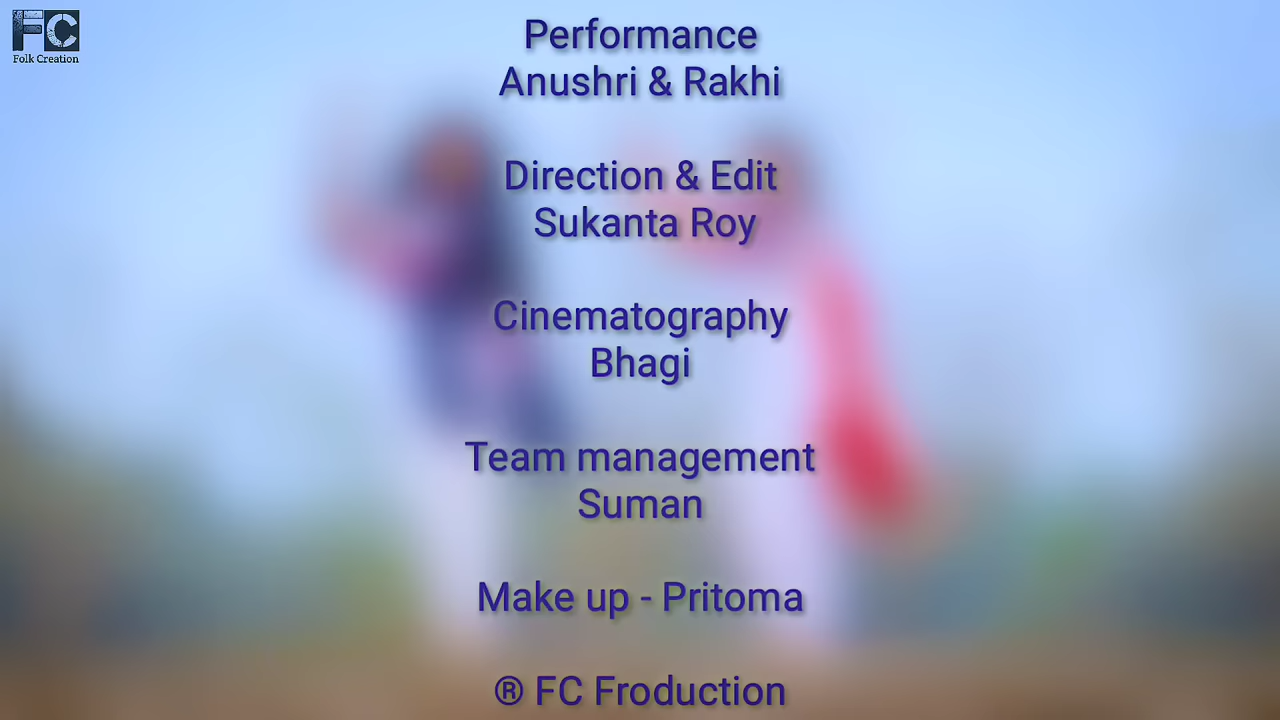 FC
Folk Creation
Performance
Anushri & Rakhi
Direction & Edit
Sukanta Roy
Cinematography
Bhagi
Team management
Suman
Make up - Pritoma
® FC Froduction